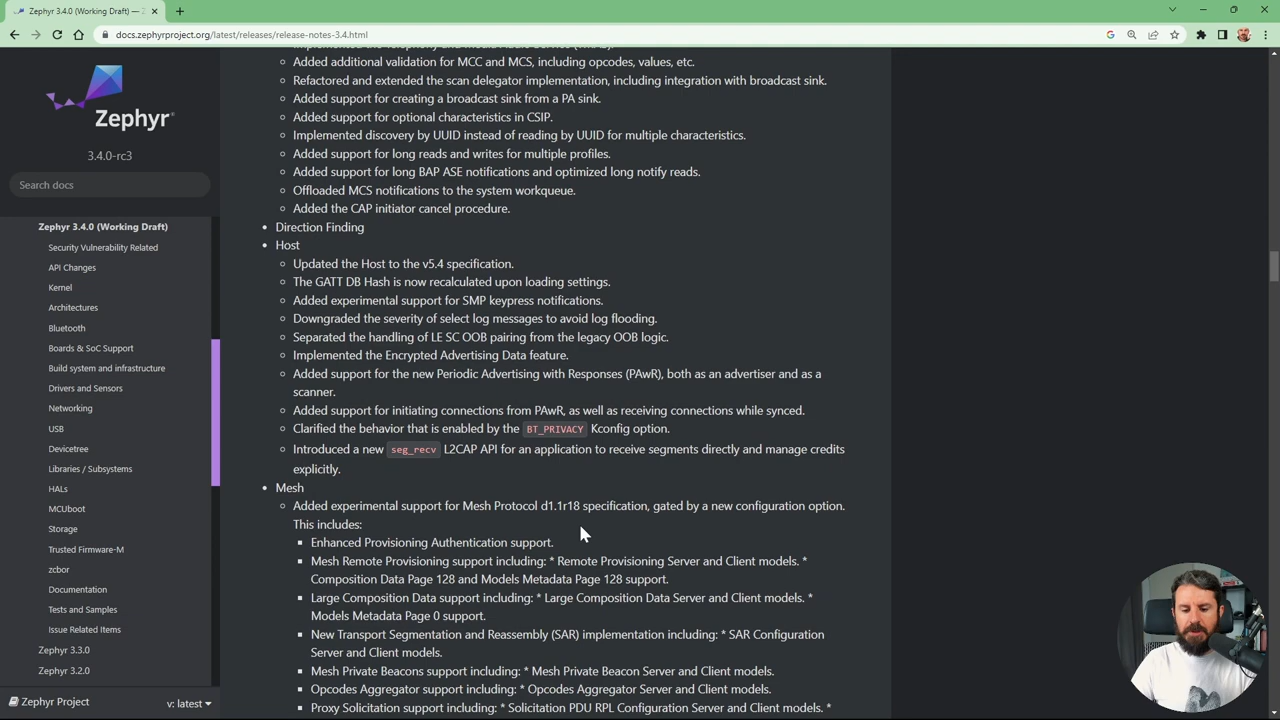 Zephyr 3.4.0 (Working Draft) — Z
docs.zephyrproject.org/latest/releases/release-notes-3.4.html
Zephyr
3.4.0-rc3
Search docs
Zephyr 3.4.0 (Working Draft)
Security Vulnerability Related
API Changes
Kernel
Architectures
Bluetooth
Boards & SoC Support
Build system and infrastructure
Drivers and Sensors
Networking
USB
Devicetree
Libraries / Subsystems
HALs
MCUboot
Storage
Trusted Firmware-M
zcbor
Documentation
Tests and Samples
Issue Related Items
Zephyr 3.3.0
Zephyr 3.2.0
Zephyr Project
v: latest
Added additional validation for MCC and MCS, including opcodes, values, etc.
Refactored and extended the scan delegator implementation, including integration with broadcast sink.
Added support for creating a broadcast sink from a PA sink.
Added support for optional characteristics in CSIP.
Implemented discovery by UUID instead of reading by UUID for multiple characteristics.
Added support for long reads and writes for multiple profiles.
Added support for long BAP ASE notifications and optimized long notify reads.
Offloaded MCS notifications to the system workqueue.
Added the CAP initiator cancel procedure.
Direction Finding
Host
Updated the Host to the v5.4 specification.
The GATT DB Hash is now recalculated upon loading settings.
Added experimental support for SMP keypress notifications.
Downgraded the severity of select log messages to avoid log flooding.
Separated the handling of LE SC OOB pairing from the legacy OOB logic.
Implemented the Encrypted Advertising Data feature.
Added support for the new Periodic Advertising with Responses (PAwR), both as an advertiser and as a
scanner.
Added support for initiating connections from PAwR, as well as receiving connections while synced.
Clarified the behavior that is enabled by the BT_PRIVACY Kconfig option.
Introduced a new seg_recv L2CAP API for an application to receive segments directly and manage credits
explicitly.
Mesh
Added experimental support for Mesh Protocol d1.1r18 specification, gated by a new configuration option.
This includes:
Enhanced Provisioning Authentication support.
Mesh Remote Provisioning support including: * Remote Provisioning Server and Client models. *
Composition Data Page 128 and Models Metadata Page 128 support.
Large Composition Data support including: * Large Composition Data Server and Client models. *
Models Metadata Page 0 support.
New Transport Segmentation and Reassembly (SAR) implementation including: * SAR Configuration
Server and Client models.
Mesh Private Beacons support including: * Mesh Private Beacon Server and Client models.
Opcodes Aggregator support including: * Opcodes Aggregator Server and Client models.
Proxy Solicitation support including: * Solicitation PDU RPL Configuration Server and Client models. *